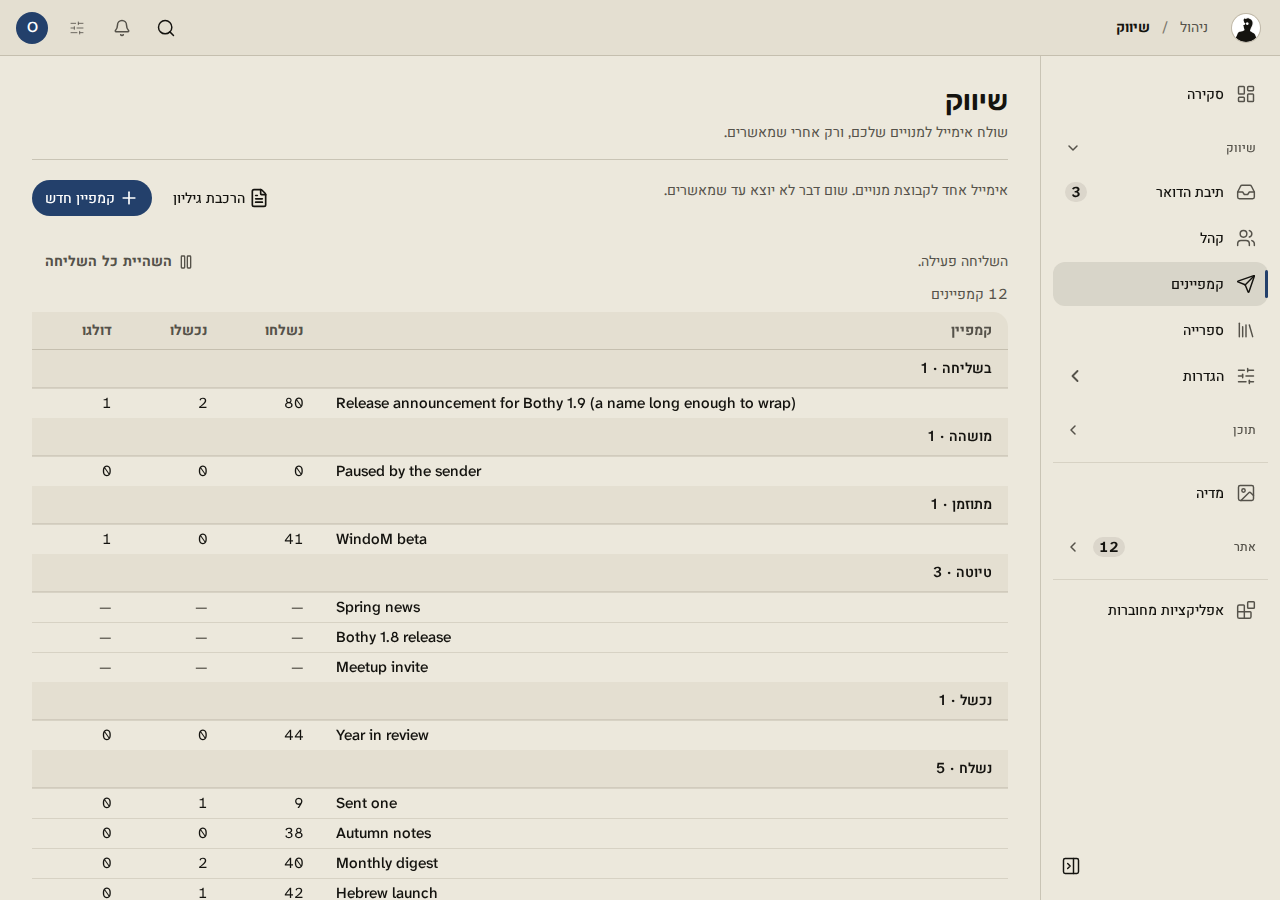 ניהול / שיווק
O
סקירה
שיווק
תיבת הדואר 3
קהל
קמפיינים
ספרייה
הגדרות
תוכן
מדיה
אתר 12
אפליקציות מחוברות
שיווק
שולח אימייל למנויים שלכם, ורק אחרי שמאשרים.
אימייל אחד לקבוצת מנויים. שום דבר לא יוצא עד שמאשרים.
הרכבת גיליון
קמפיין חדש
השליחה פעילה.
השהיית כל השליחה
12 קמפיינים
קמפיין נשלחו נכשלו דולגו
בשליחה · 1
Release announcement for Bothy 1.9 (a name long enough to wrap) 80 2 1
מושהה · 1
Paused by the sender 0 0 0
מתוזמן · 1
WindoM beta 41 0 1
טיוטה · 3
Spring news — — —
Bothy 1.8 release — — —
Meetup invite — — —
נכשל · 1
Year in review 44 0 0
נשלח · 5
Sent one 9 1 0
Autumn notes 38 0 0
Monthly digest 40 2 0
Hebrew launch 42 1 0